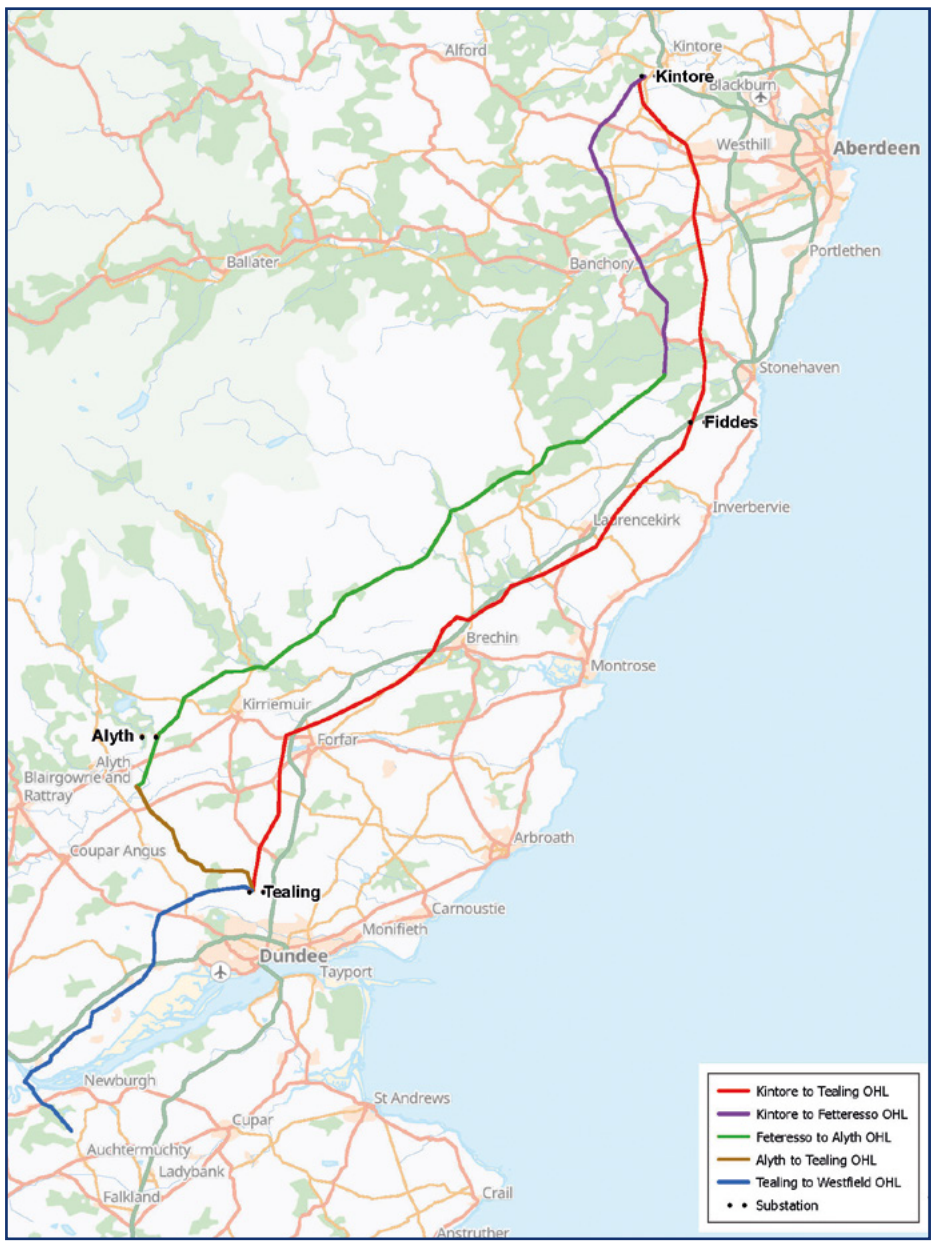 Alford
Kintore
Kintore
Blackburn
Westhill
Aberdeen
Portlethen
Ballater
Banchory
Stonehaven
Fiddes
Inverbervie
Laurencekirk
Brechin
Montrose
Kirriemuir
Alyth
Forfar
Alyth
Blairgowrie and
Rattray
Arbroath
Coupar Angus
Tealing
Carnoustie
Monifieth
Dundee
Tayport
Newburgh
St Andrews
Cupar
Auchtermuchty
Ladybank
Falkland
Crail
Anstruther
Kintore to Tealing OHL
Kintore to Fetteresso OHL
Feteresso to Alyth OHL
Alyth to Tealing OHL
Tealing to Westfield OHL
Substation